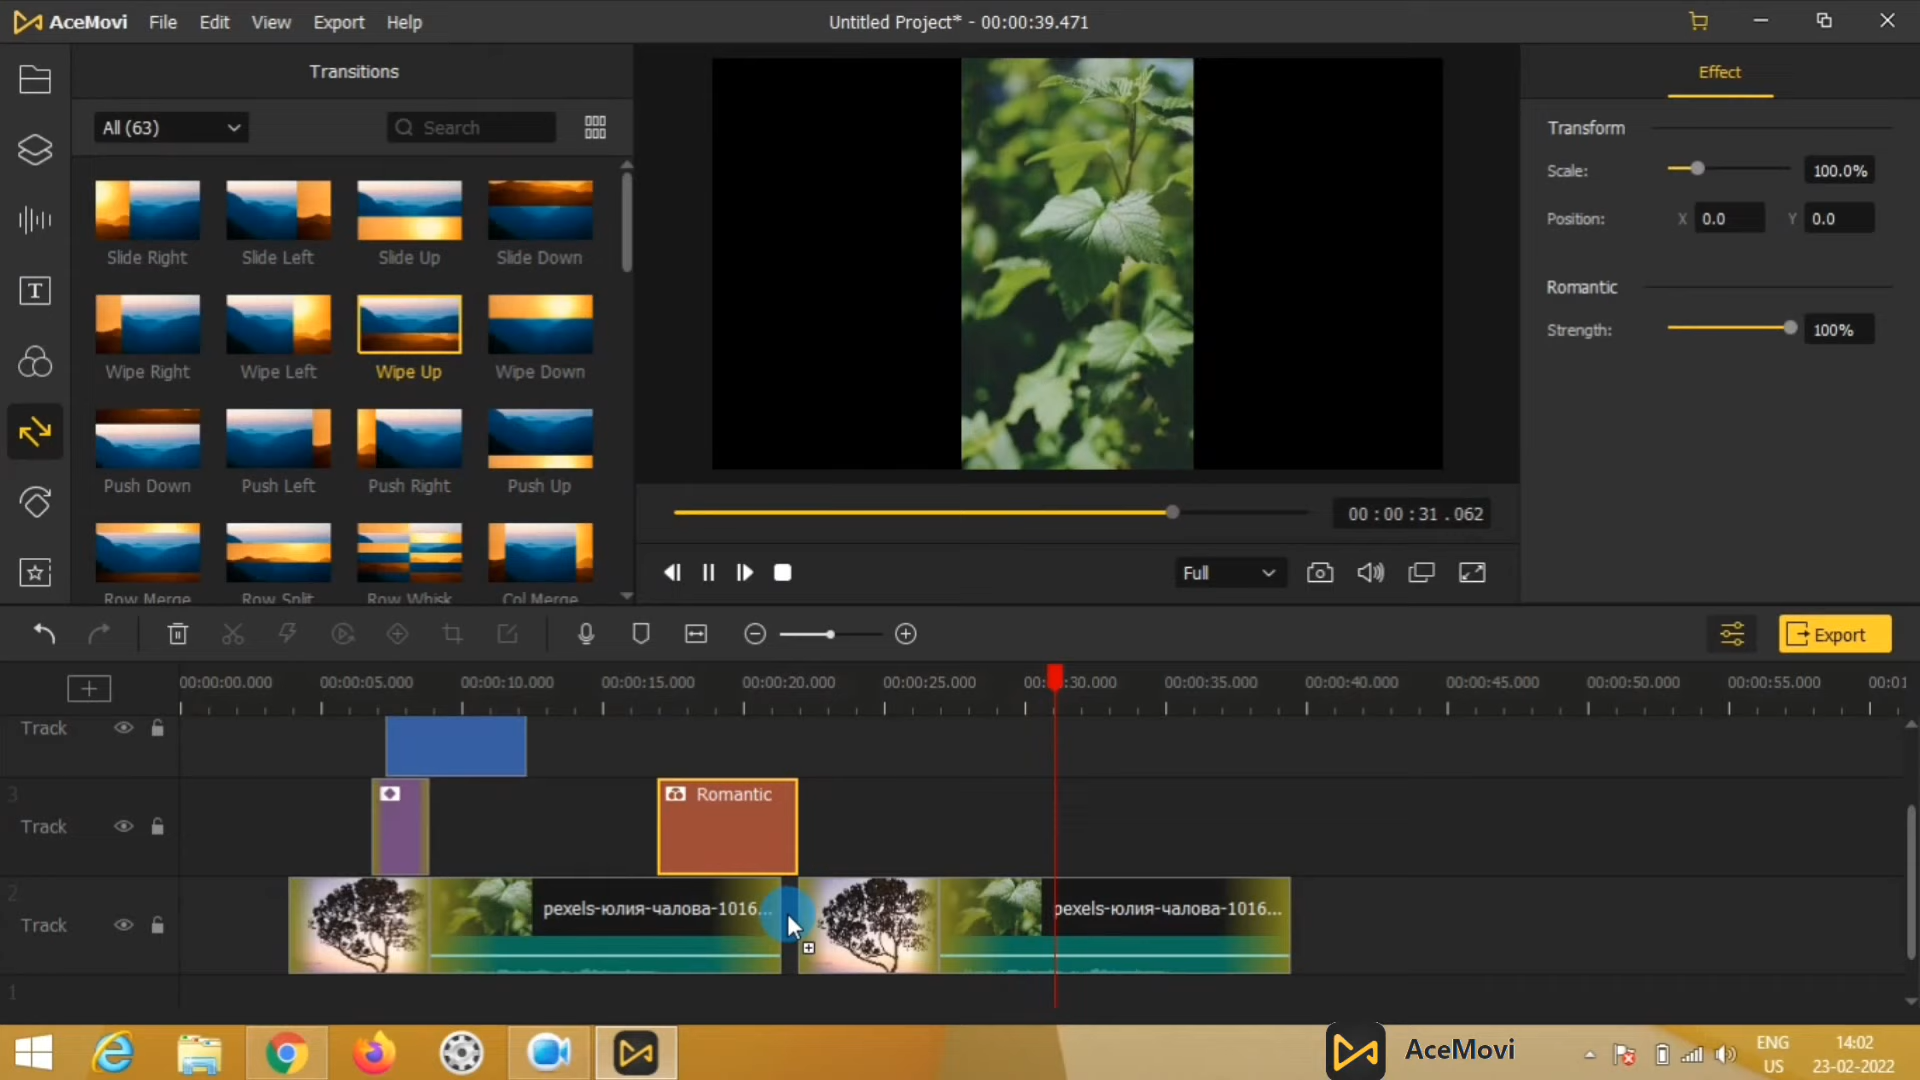 AceMovi File Edit View Export Help
Untitled Project* - 00:00:39.471
Transitions
All (63)
Search
Slide Right Slide Left Slide Up Slide Down
Wipe Right Wipe Left Wipe Up Wipe Down
Push Down Push Left Push Right Push Up
Row Merge Row Split Row Whisk Col Merge
00 : 00 : 31 . 062
Full
Effect
Transform
Scale: 100.0%
Position: X 0.0 Y 0.0
Romantic
Strength: 100%
Export
00:00:00.000 00:00:05.000 00:00:10.000 00:00:15.000 00:00:20.000 00:00:25.000 00: :30.000 00:00:35.000 00:00:40.000 00:00:45.000 00:00:50.000 00:00:55.000 00:01
Track
3
Track
Romantic
2
Track
pexels-юлия-чалова-1016... pexels-юлия-чалова-1016...
1
AceMovi
ENG
US
14:02
23-02-2022